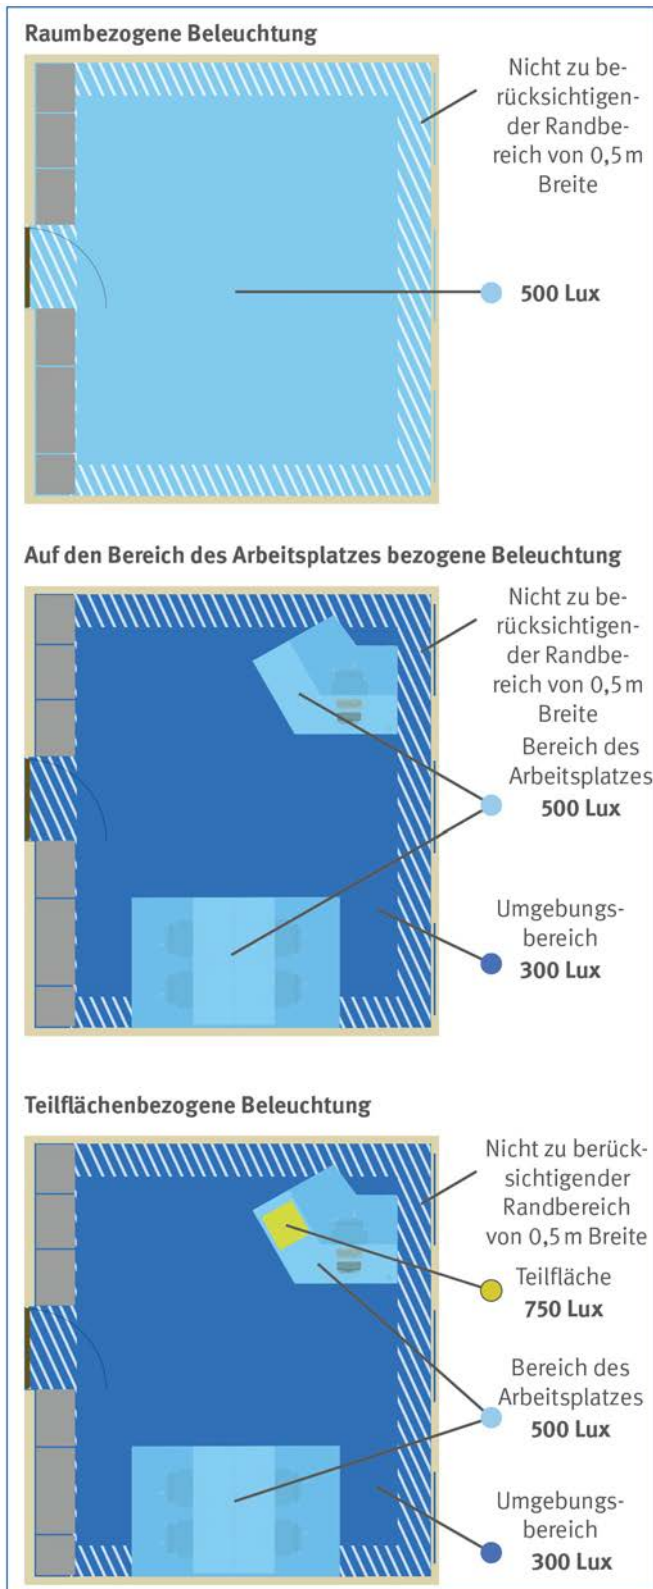 Raumbezogene Beleuchtung
Nicht zu be-
rücksichtigen-
der Randbe-
reich von 0,5 m
Breite
500 Lux
Auf den Bereich des Arbeitsplatzes bezogene Beleuchtung
Nicht zu be-
rücksichtigen-
der Randbe-
reich von 0,5 m
Breite
Bereich des
Arbeitsplatzes
500 Lux
Umgebungs-
bereich
300 Lux
Teilflächenbezogene Beleuchtung
Nicht zu berück-
sichtigender
Randbereich
von 0,5 m Breite
Teilfläche
750 Lux
Bereich des
Arbeitsplatzes
500 Lux
Umgebungs-
bereich
300 Lux